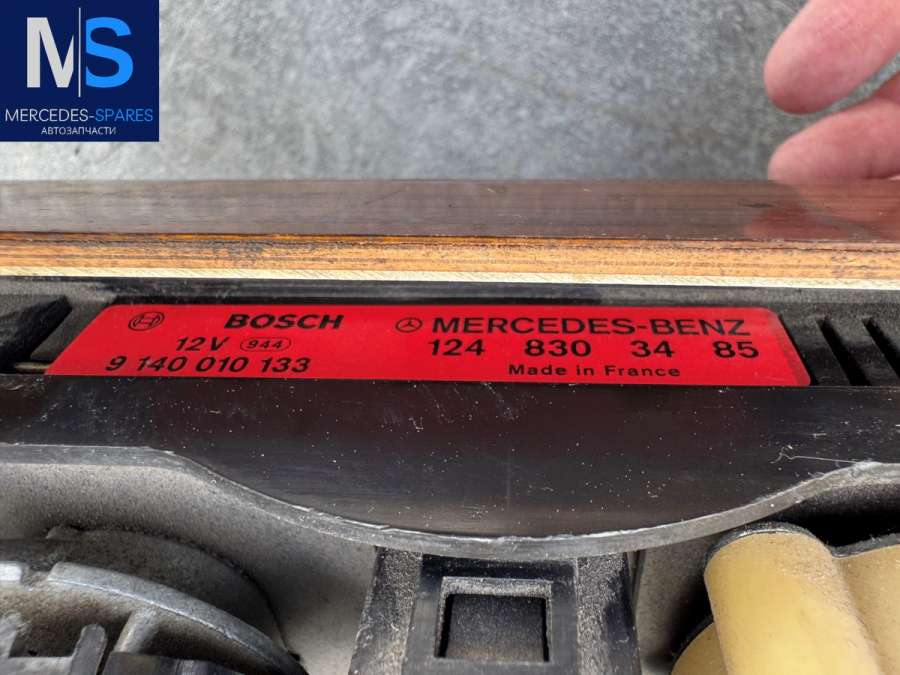 MS
MERCEDES-SPARES
АВТОЗАПЧАСТИ
BOSCH
12V 944
9 140 010 133
MERCEDES-BENZ
124 830 34 85
Made in France